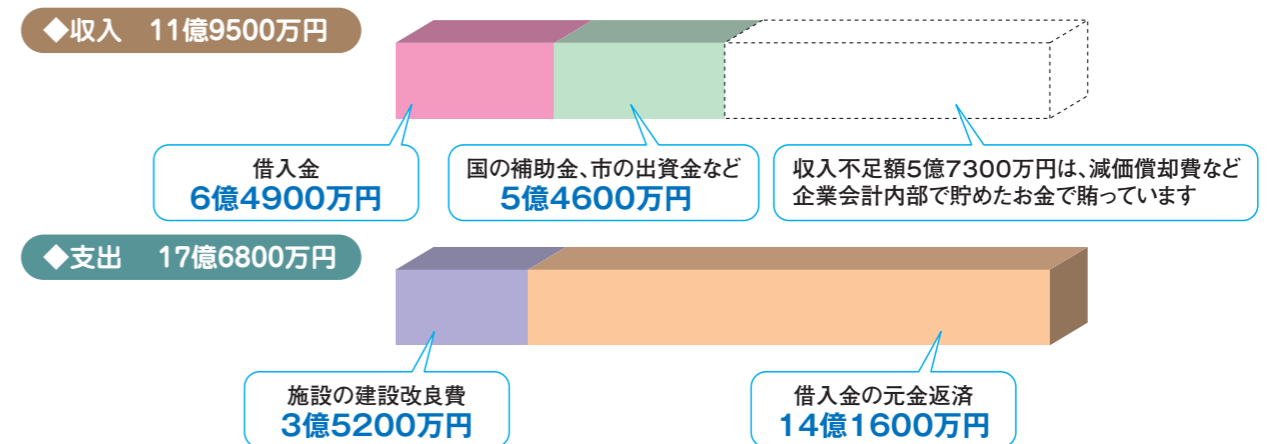 ◆収入　11億9500万円
借入金
6億4900万円
国の補助金、市の出資金など
5億4600万円
収入不足額5億7300万円は、減価償却費など
企業会計内部で貯めたお金で賄っています
◆支出　17億6800万円
施設の建設改良費
3億5200万円
借入金の元金返済
14億1600万円